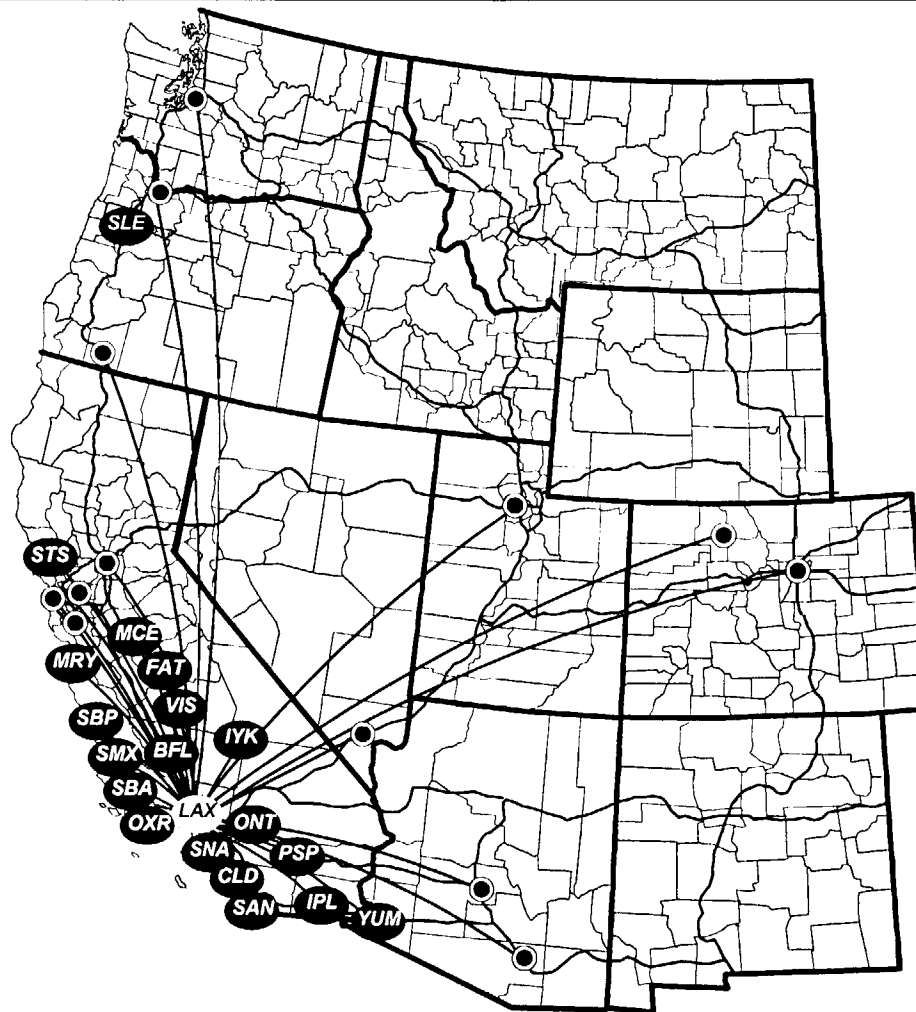 SLE
STS
MCE
MRY
FAT
VIS
SBP
IYK
SMX
BFL
SBA
LAX
OXR
ONT
SNA
PSP
CLD
SAN
IPL
YUM